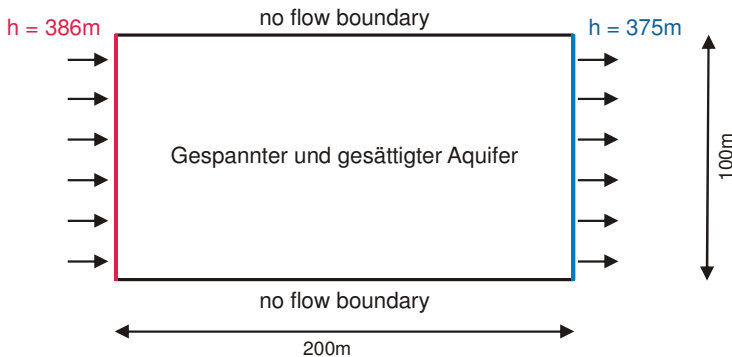 no flow boundary
h = 386m
h = 375m
Gespannter und gesättigter Aquifer
100m
no flow boundary
200m